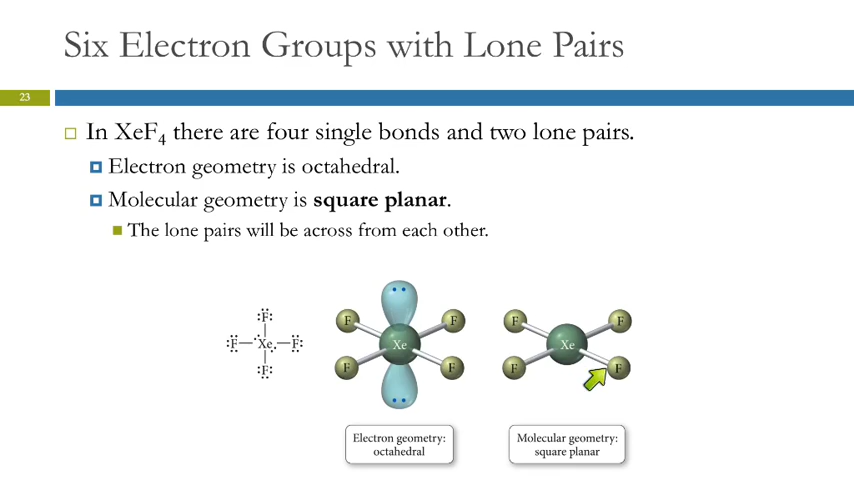 Six Electron Groups with Lone Pairs
23
In XeF₄ there are four single bonds and two lone pairs.
Electron geometry is octahedral.
Molecular geometry is square planar.
The lone pairs will be across from each other.
F
F Xe F
F
F F
Xe
F F
F F
Xe
F F
Electron geometry:
octahedral
Molecular geometry:
square planar